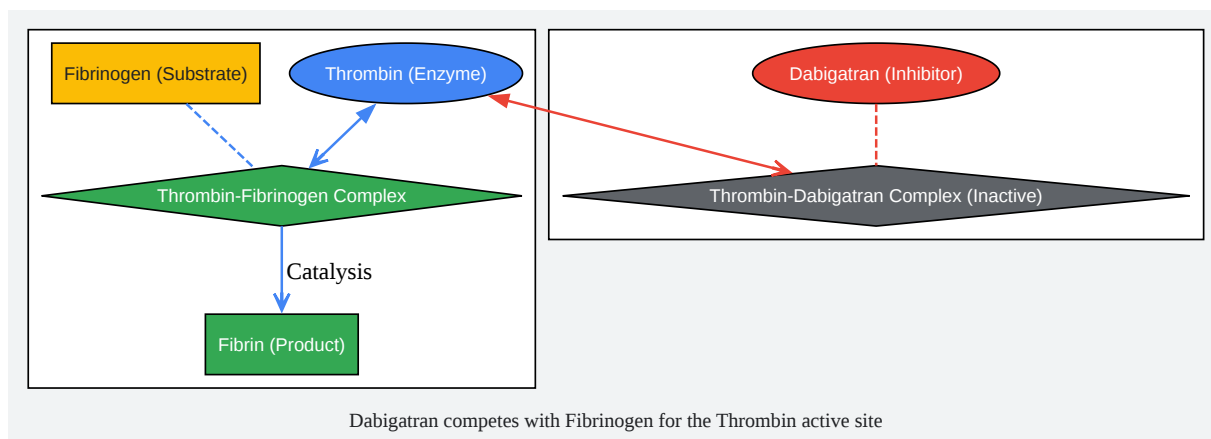 Fibrinogen (Substrate)
Thrombin (Enzyme)
Dabigatran (Inhibitor)
Thrombin-Fibrinogen Complex
Thrombin-Dabigatran Complex (Inactive)
Catalysis
Fibrin (Product)
Dabigatran competes with Fibrinogen for the Thrombin active site